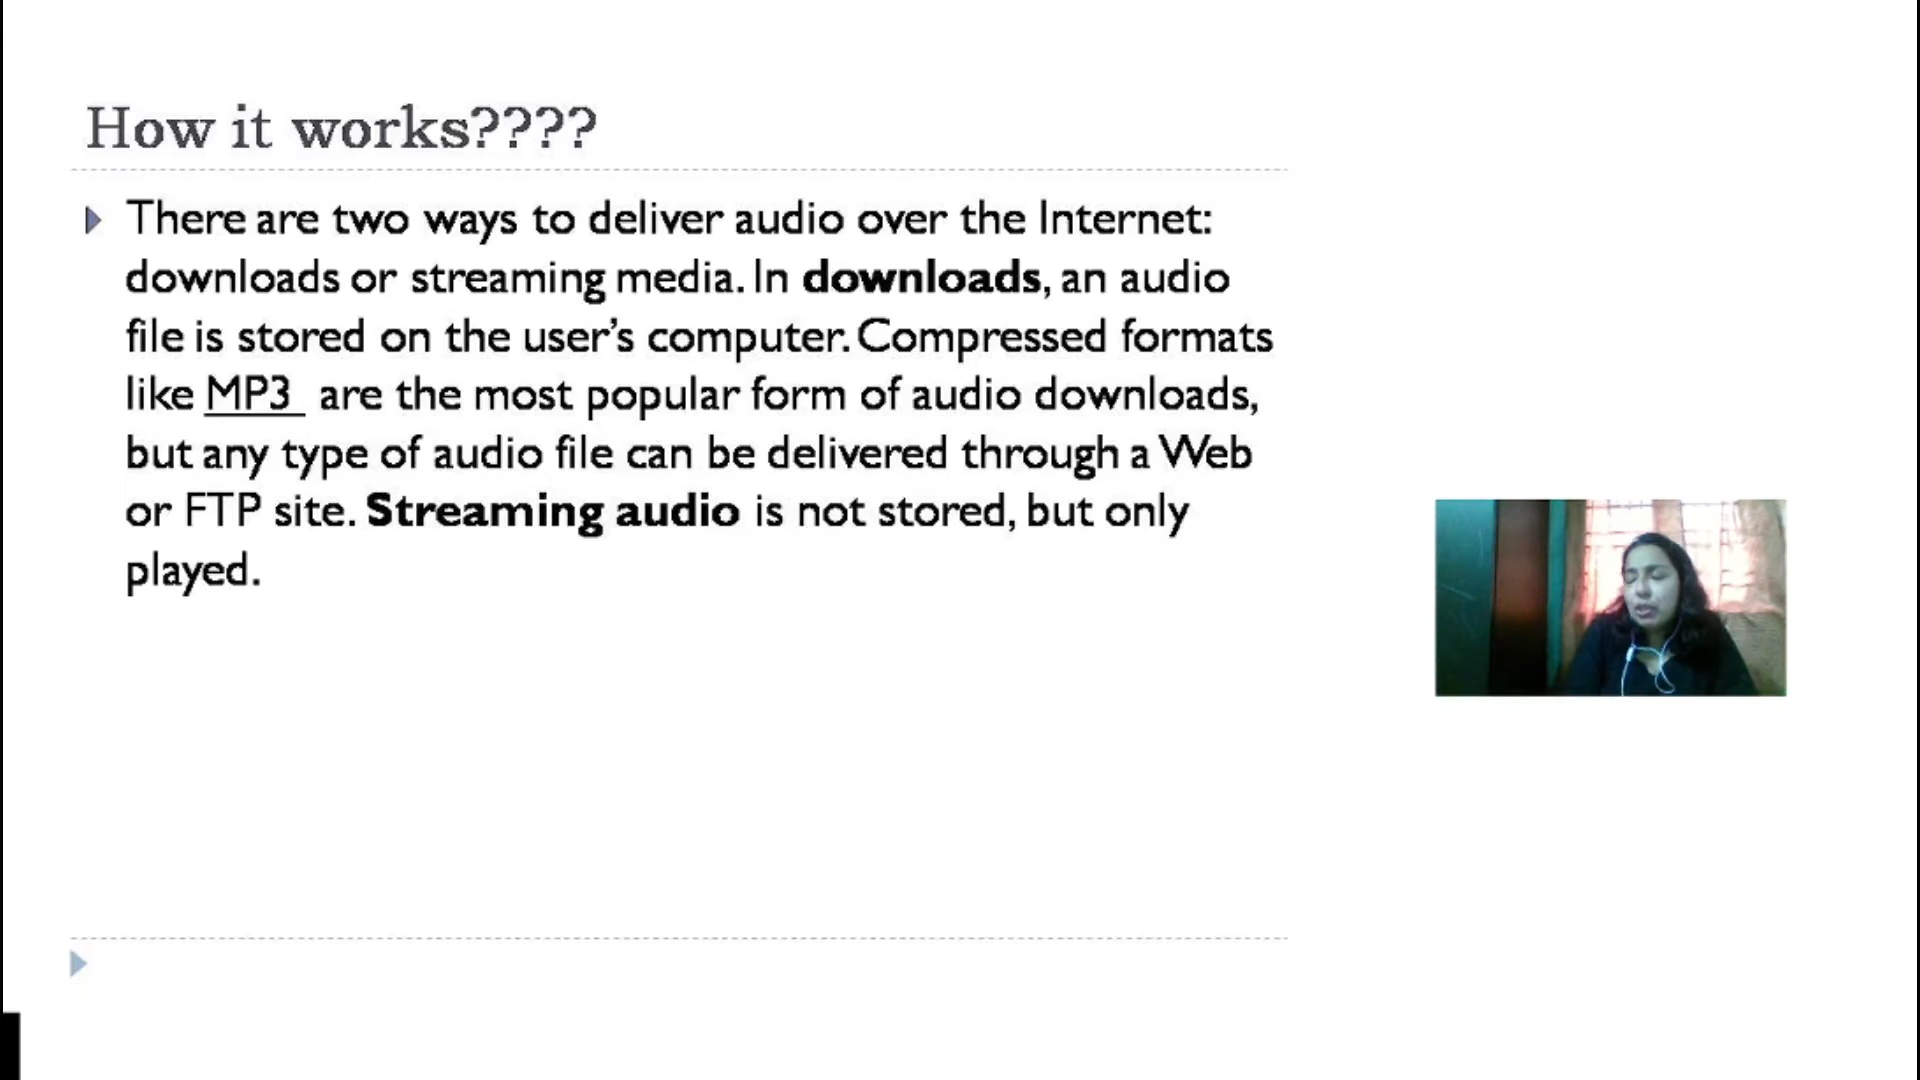 How it works????
There are two ways to deliver audio over the Internet:
downloads or streaming media. In downloads, an audio
file is stored on the user's computer. Compressed formats
like MP3 are the most popular form of audio downloads,
but any type of audio file can be delivered through a Web
or FTP site. Streaming audio is not stored, but only
played.